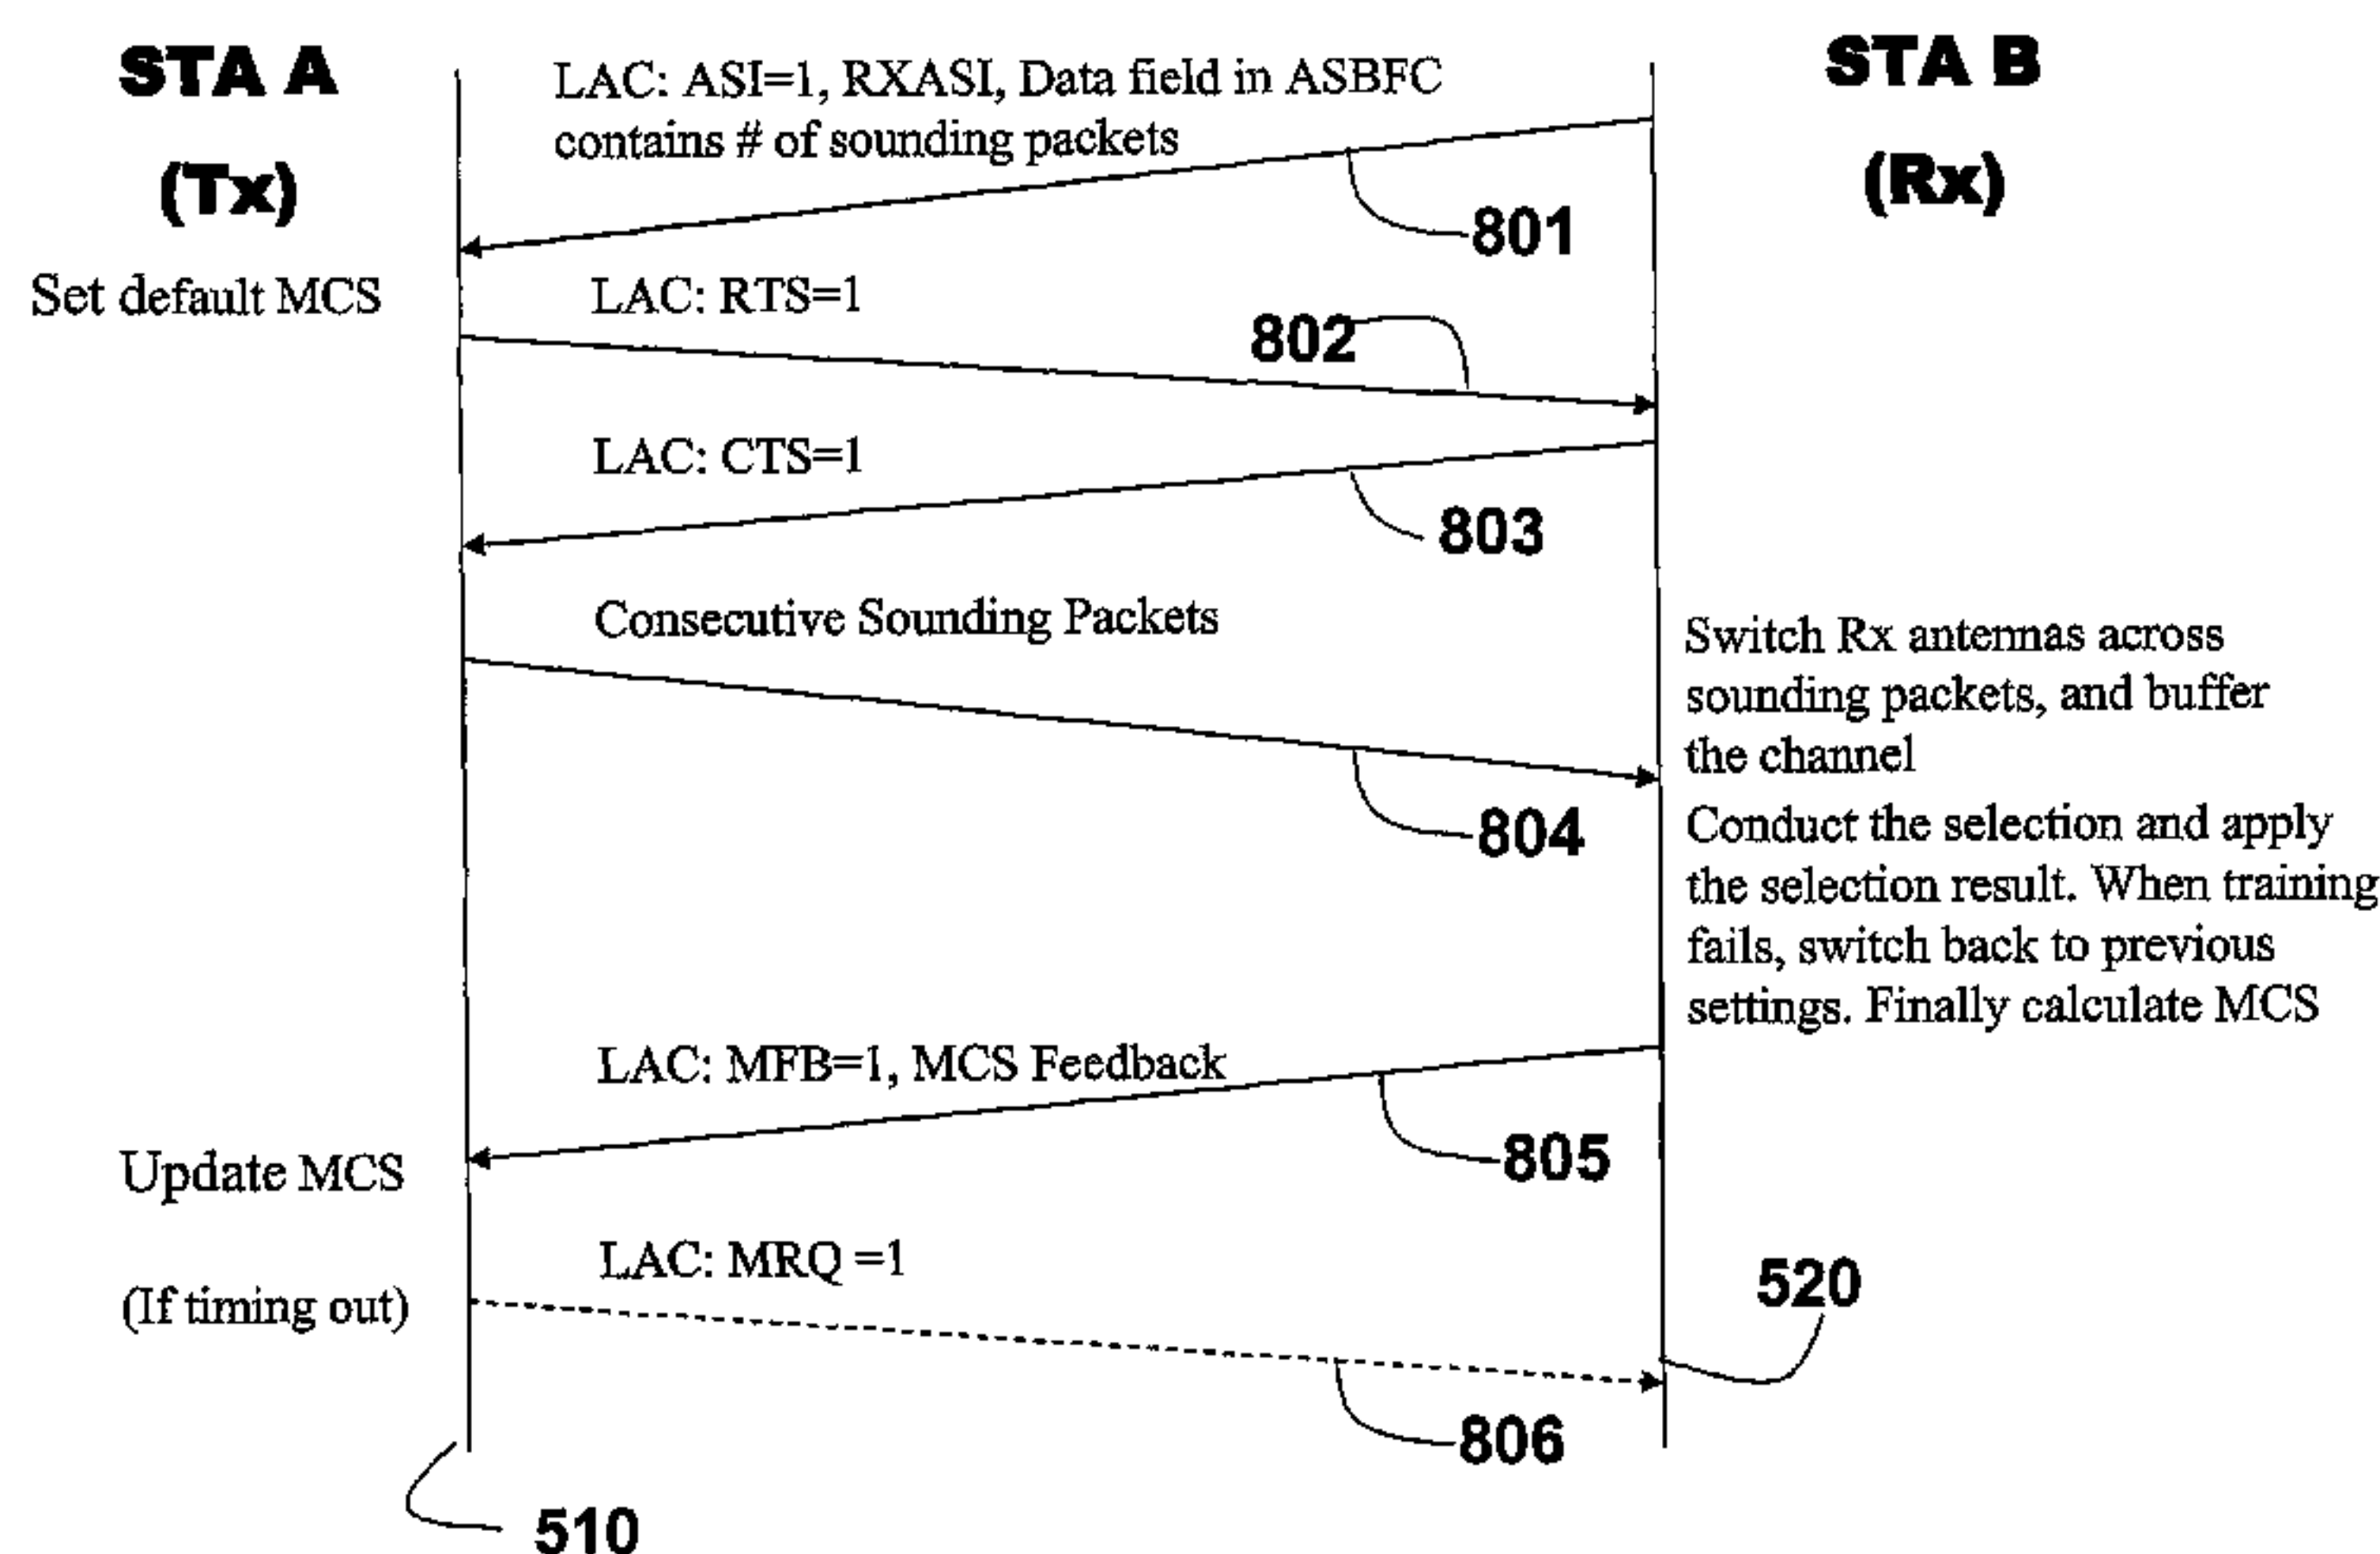 STA A
(Tx)
STA B
(Rx)
LAC: ASI=1, RXASI, Data field in ASBFC
contains # of sounding packets
801
Set default MCS
LAC: RTS=1
802
LAC: CTS=1
803
Consecutive Sounding Packets
804
Switch Rx antennas across
sounding packets, and buffer
the channel
Conduct the selection and apply
the selection result. When training
fails, switch back to previous
settings. Finally calculate MCS
LAC: MFB=1, MCS Feedback
805
Update MCS
LAC: MRQ =1
(If timing out)
520
806
510